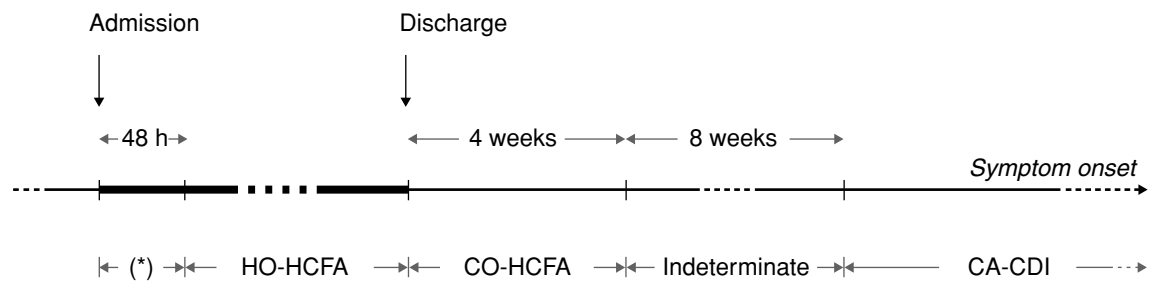 Admission Discharge
48 h 4 weeks 8 weeks
Symptom onset
(*) HO-HCFA CO-HCFA Indeterminate CA-CDI